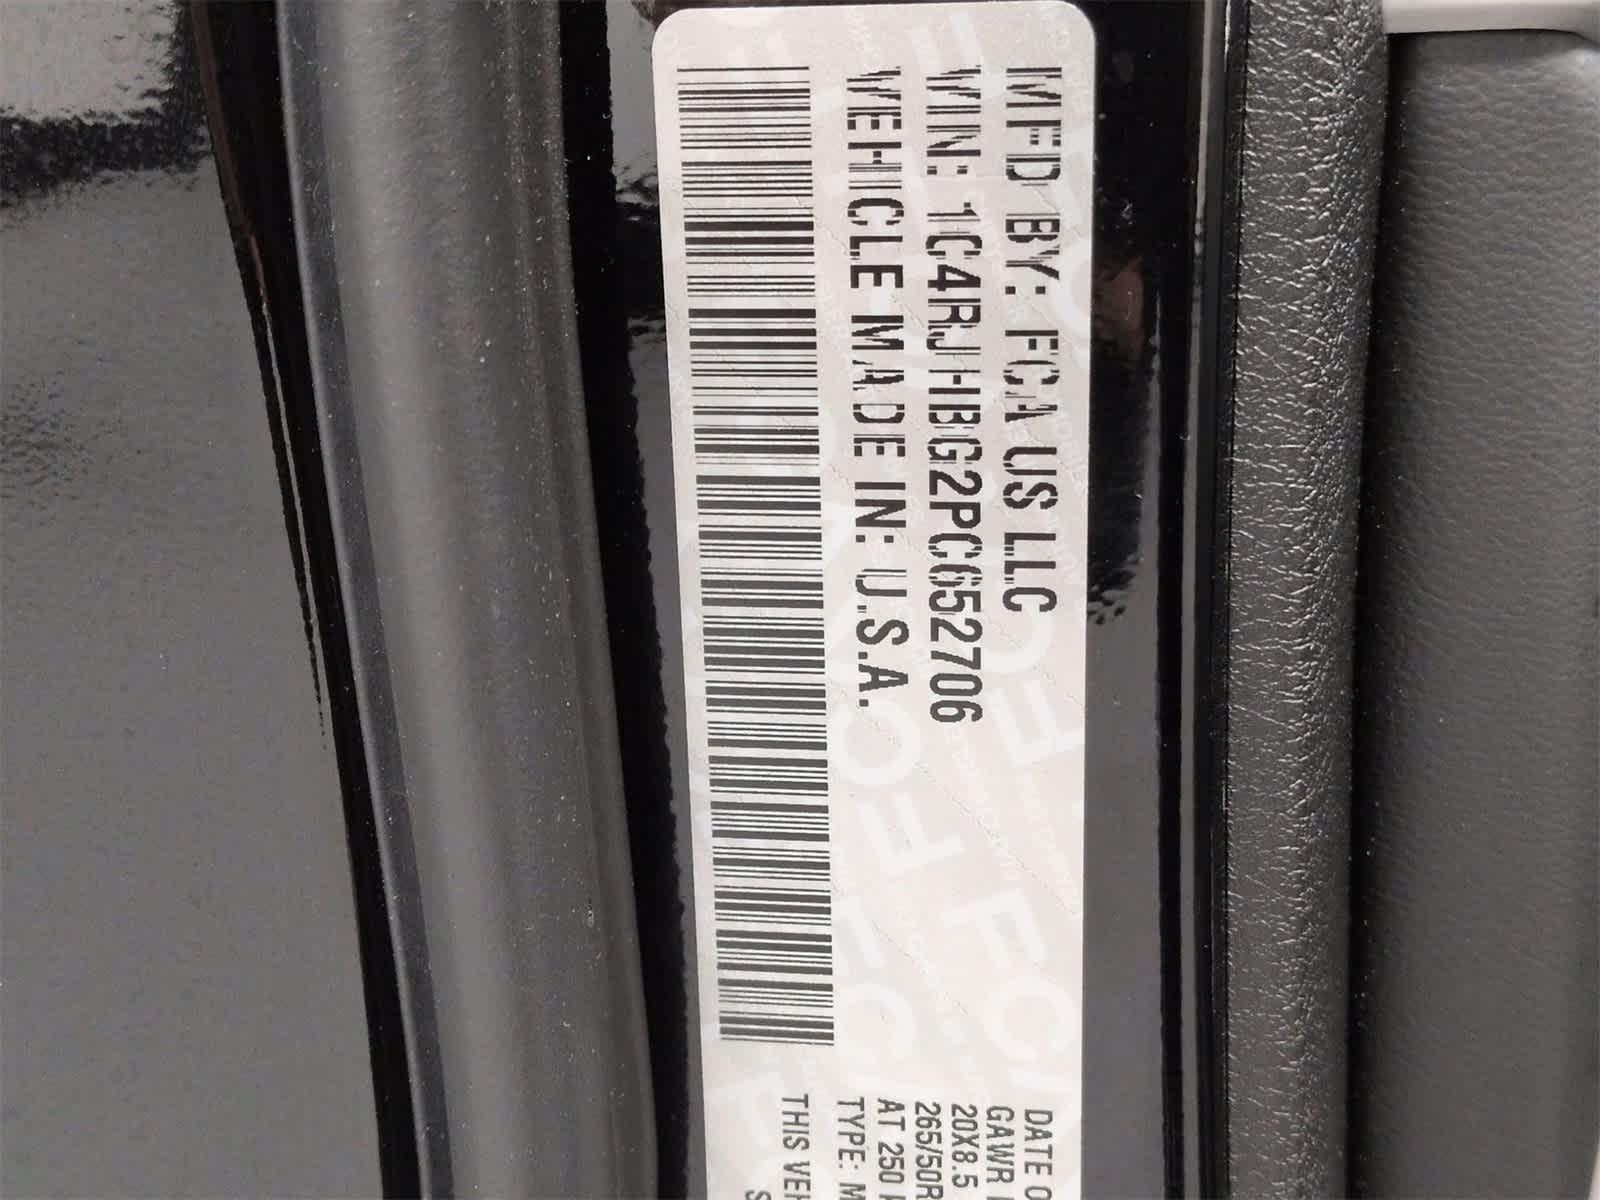 MFD BY: FCA US LLC
VIN: 1C4RJHBG2PC652706
VEHICLE MADE IN: U.S.A.
DATE O
GAWR
20X8.5
265/50R
AT 250
TYPE: M
THIS VEH
S